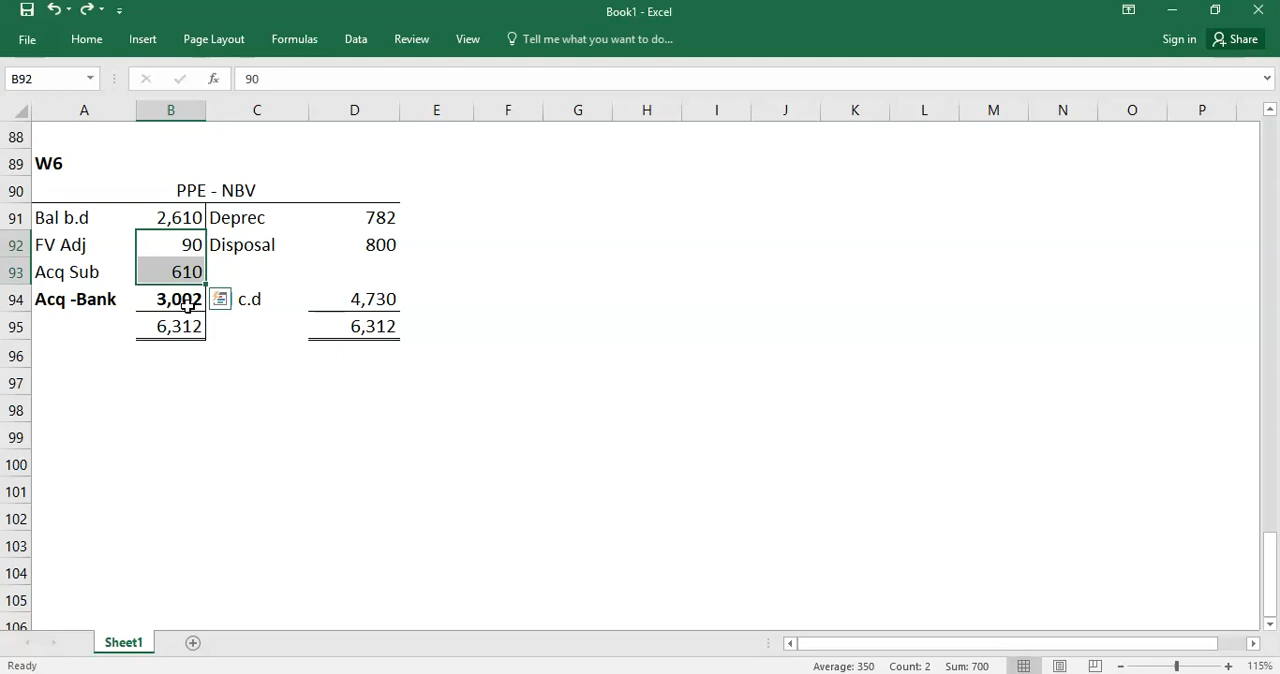 Book1 - Excel
File Home Insert Page Layout Formulas Data Review View Tell me what you want to do... Sign in Share
B92 fx 90
A B C D E F G H I J K L M N O P
88
89 W6
90 PPE - NBV
91 Bal b.d 2,610 Deprec 782
92 FV Adj 90 Disposal 800
93 Acq Sub 610
94 Acq -Bank 3,002 c.d 4,730
95 6,312 6,312
96
97
98
99
100
101
102
103
104
105
106
Sheet1
Ready Average: 350 Count: 2 Sum: 700 115%